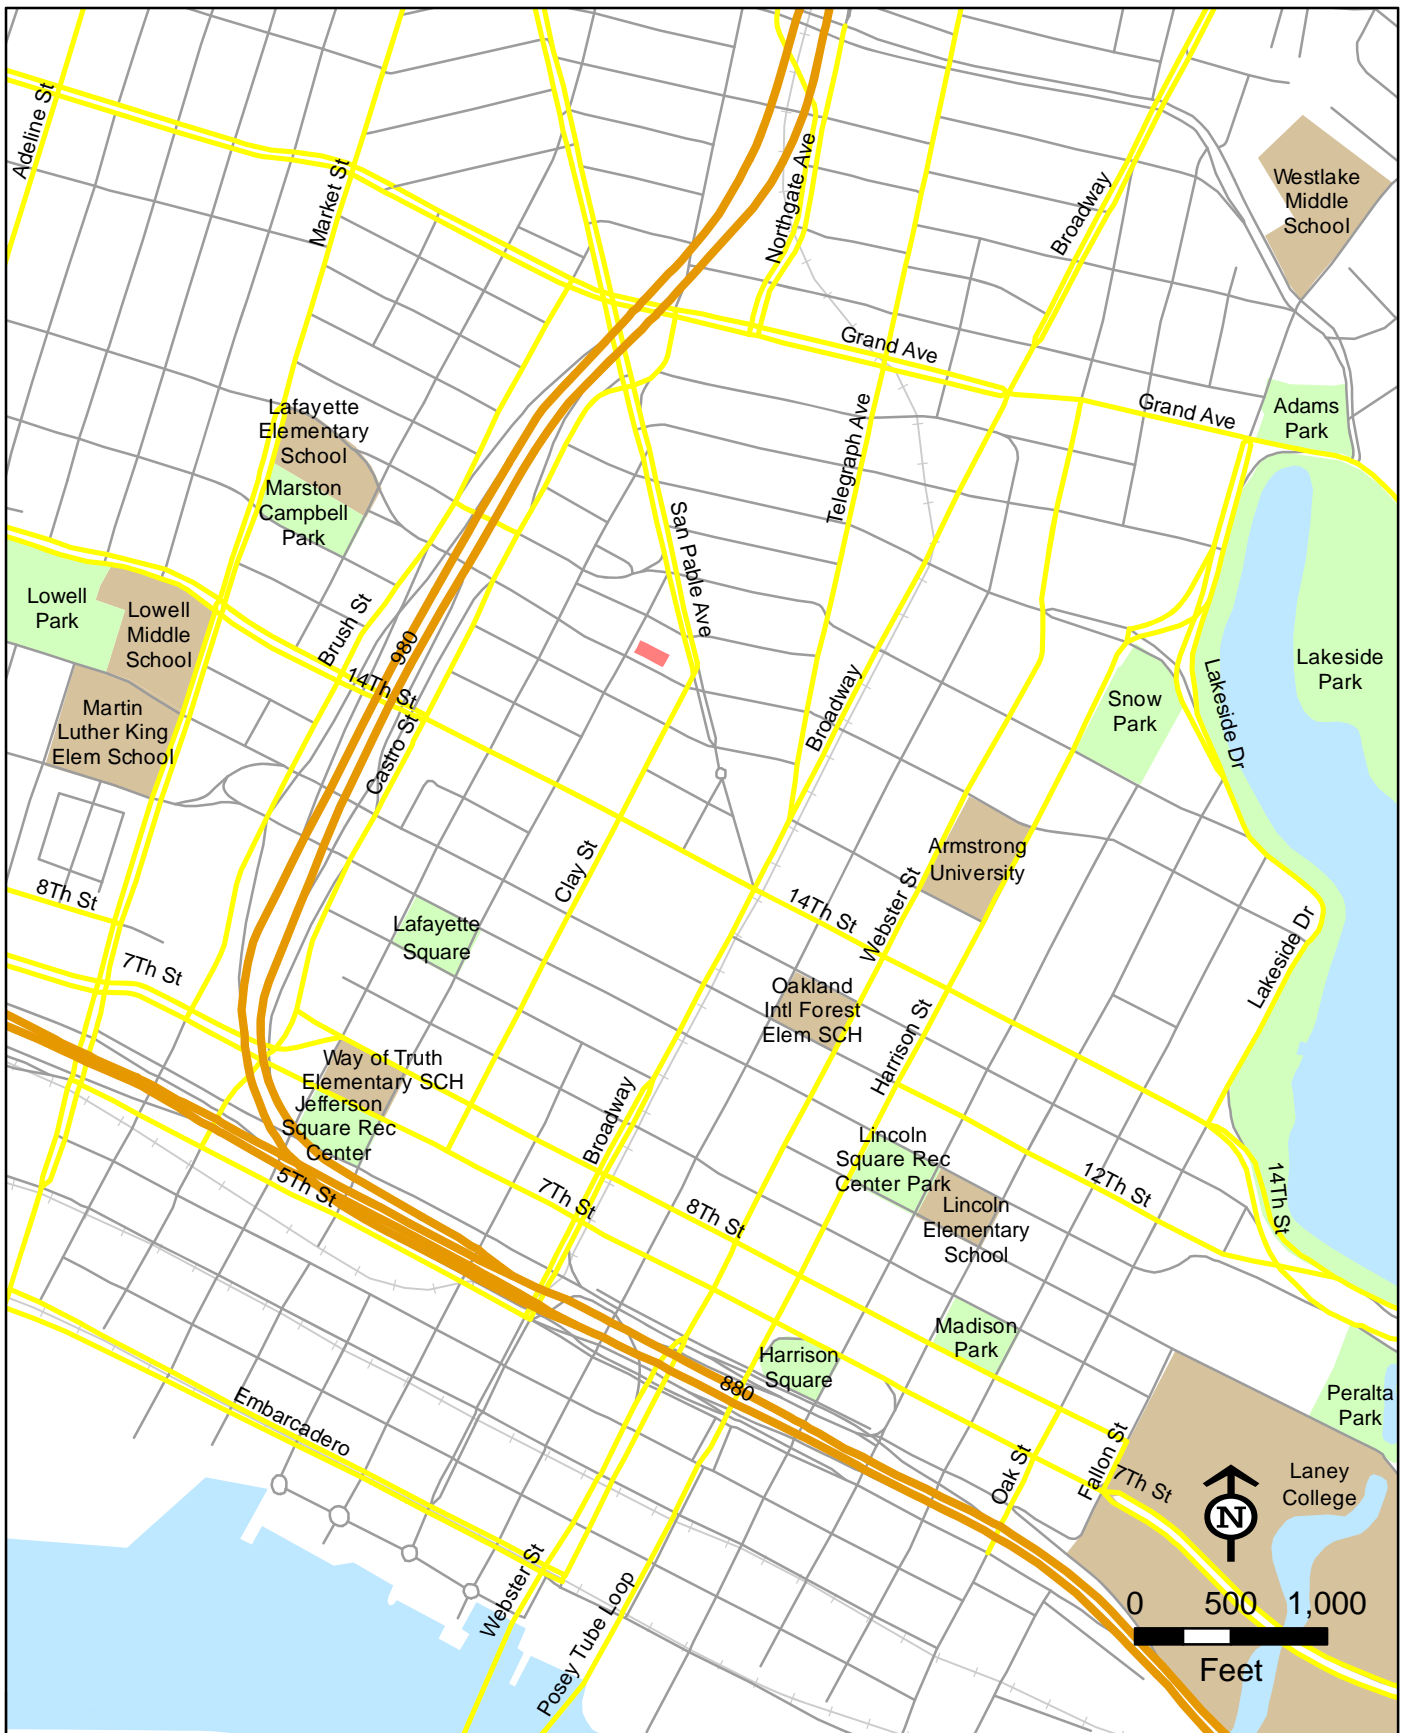 Adeline St
Market St
Northgate Ave
Broadway
Westlake
Middle
School
Grand Ave
Grand Ave
Adams
Park
Lafayette
Elementary
School
Marston
Campbell
Park
Telegraph Ave
San Pable Ave
Lowell
Park
Lowell
Middle
School
Brush St
980
14Th St
Martin
Luther King
Elem School
Castro St
Broadway
Snow
Park
Lakeside Dr
Lakeside
Park
Armstrong
University
Clay St
8Th St
14Th St
Webster St
Lafayette
Square
Lakeside Dr
7Th St
Oakland
Intl Forest
Elem SCH
Harrison St
Way of Truth
Elementary SCH
Jefferson
Square Rec
Center
Broadway
Lincoln
Square Rec
Center Park
12Th St
14Th St
5Th St
7Th St
8Th St
Lincoln
Elementary
School
Madison
Park
Harrison
Square
880
Peralta
Park
Embarcadero
Oak St
Fallon St
7Th St
Laney
College
N
Webster St
Posey Tube Loop
0 500 1,000
Feet